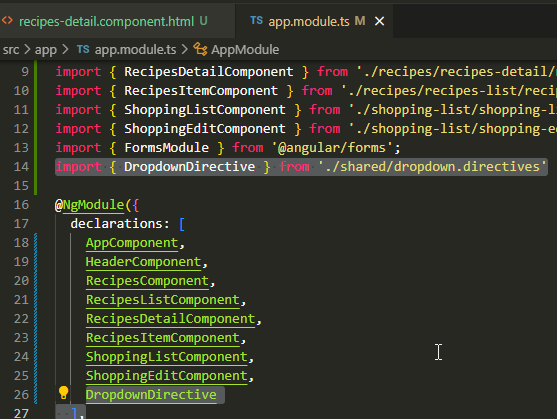 recipes-detail.component.html U
TS app.module.ts M
src > app > TS app.module.ts > AppModule
9 import { RecipesDetailComponent } from './recipes/recipes-detail/
10 import { RecipesItemComponent } from './recipes/recipes-list/recip
11 import { ShoppingListComponent } from './shopping-list/shopping-li
12 import { ShoppingEditComponent } from './shopping-list/shopping-e
13 import { FormsModule } from '@angular/forms';
14 import { DropdownDirective } from './shared/dropdown.directives'
15
16 @NgModule({
17 declarations: [
18 AppComponent,
19 HeaderComponent,
20 RecipesComponent,
21 RecipesListComponent,
22 RecipesDetailComponent,
23 RecipesItemComponent,
24 ShoppingListComponent,
25 ShoppingEditComponent,
26 DropdownDirective
27 ],